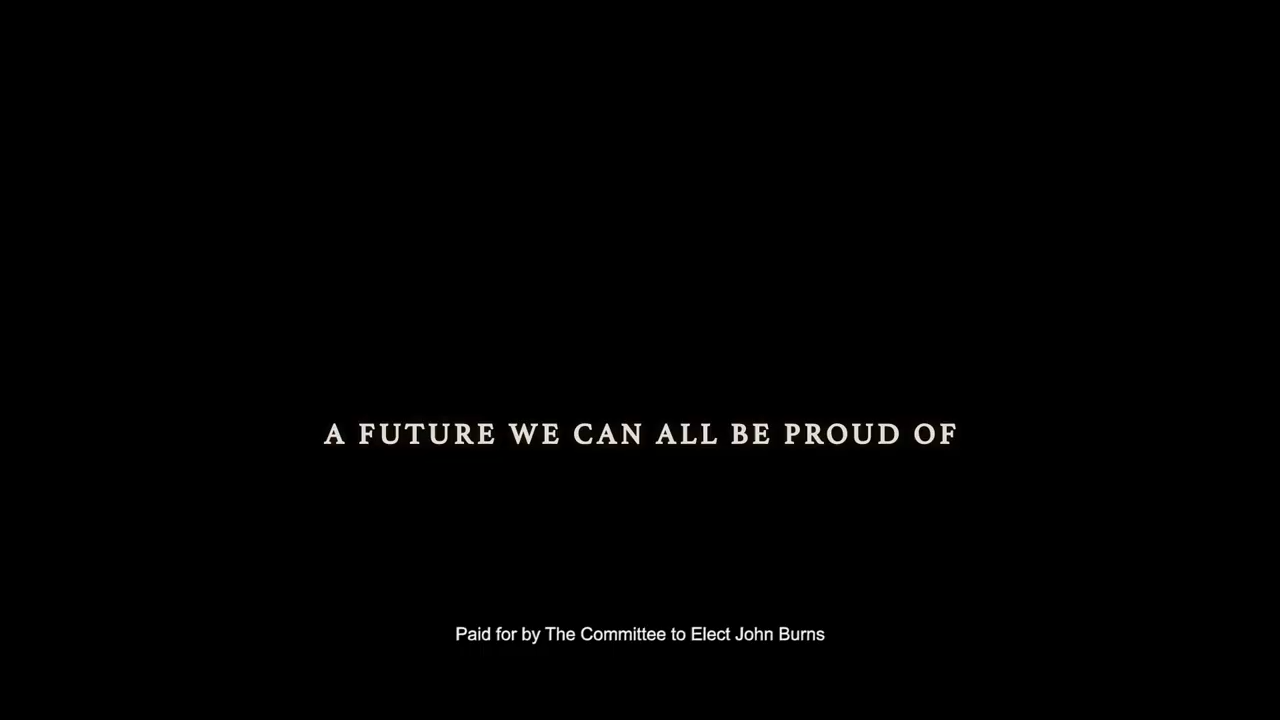 A FUTURE WE CAN ALL BE PROUD OF
Paid for by The Committee to Elect John Burns